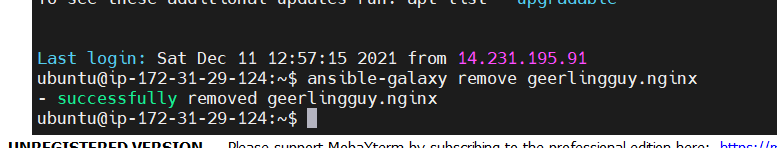 To see these additional updates run: apt list --upgradable
Last login: Sat Dec 11 12:57:15 2021 from 14.231.195.91
ubuntu@ip-172-31-29-124:~$ ansible-galaxy remove geerlingguy.nginx
- successfully removed geerlingguy.nginx
ubuntu@ip-172-31-29-124:~$
UNREGISTERED VERSION - Please support MobaXterm by subscribing to the professional edition here: https://m